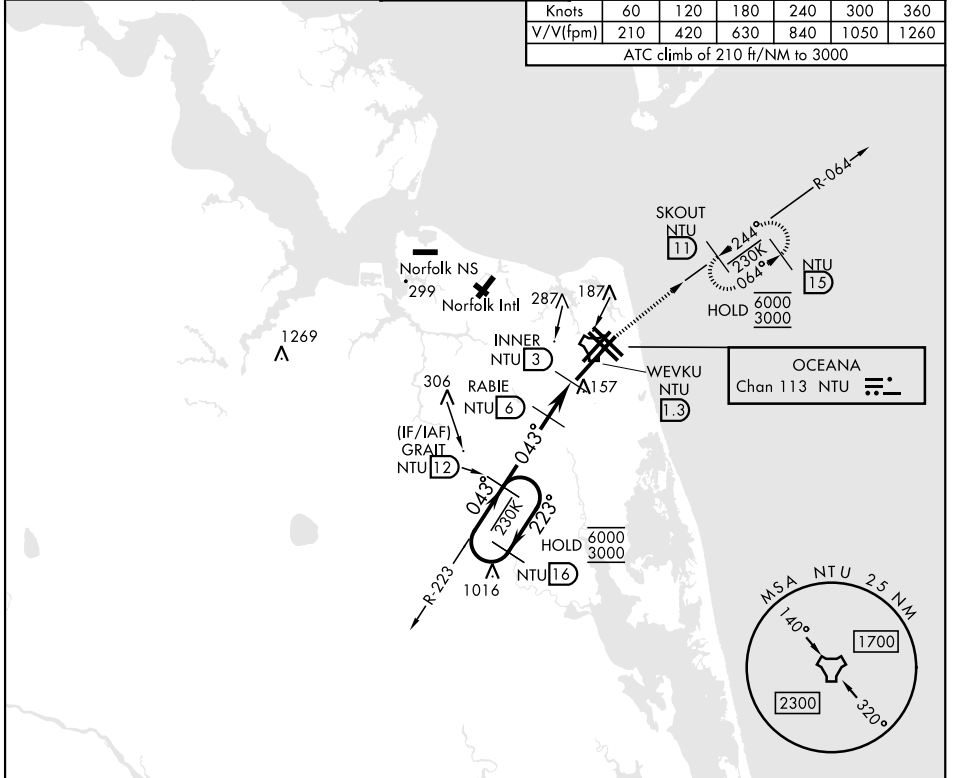 Knots 60 120 180 240 300 360
V/V(fpm) 210 420 630 840 1050 1260
ATC climb of 210 ft/NM to 3000
R-064
SKOUT
NTU
11
244°
230K
064°
NTU
15
HOLD 6000
3000
Norfolk NS
299
Norfolk Intl
287
187
1269
INNER
NTU 3
OCEANA
Chan 113 NTU
WEVKU
NTU
1.3
157
306
RABIE
NTU 6
(IF/IAF)
GRAIT
NTU 12
043°
043°
230K
223°
HOLD 6000
3000
NTU 16
1016
R-223
MSA NTU 25 NM
140°
1700
2300
320°